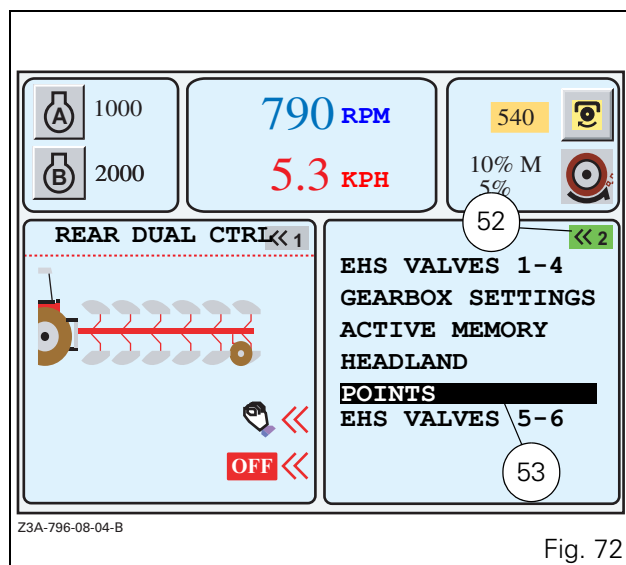 A 1000
B 2000
790 RPM
5.3 KPH
540
10% M
5%
52
REAR DUAL CTRL
<< 1
<< 2
EHS VALVES 1-4
GEARBOX SETTINGS
ACTIVE MEMORY
HEADLAND
POINTS
EHS VALVES 5-6
OFF
53
Z3A-796-08-04-B
Fig. 72